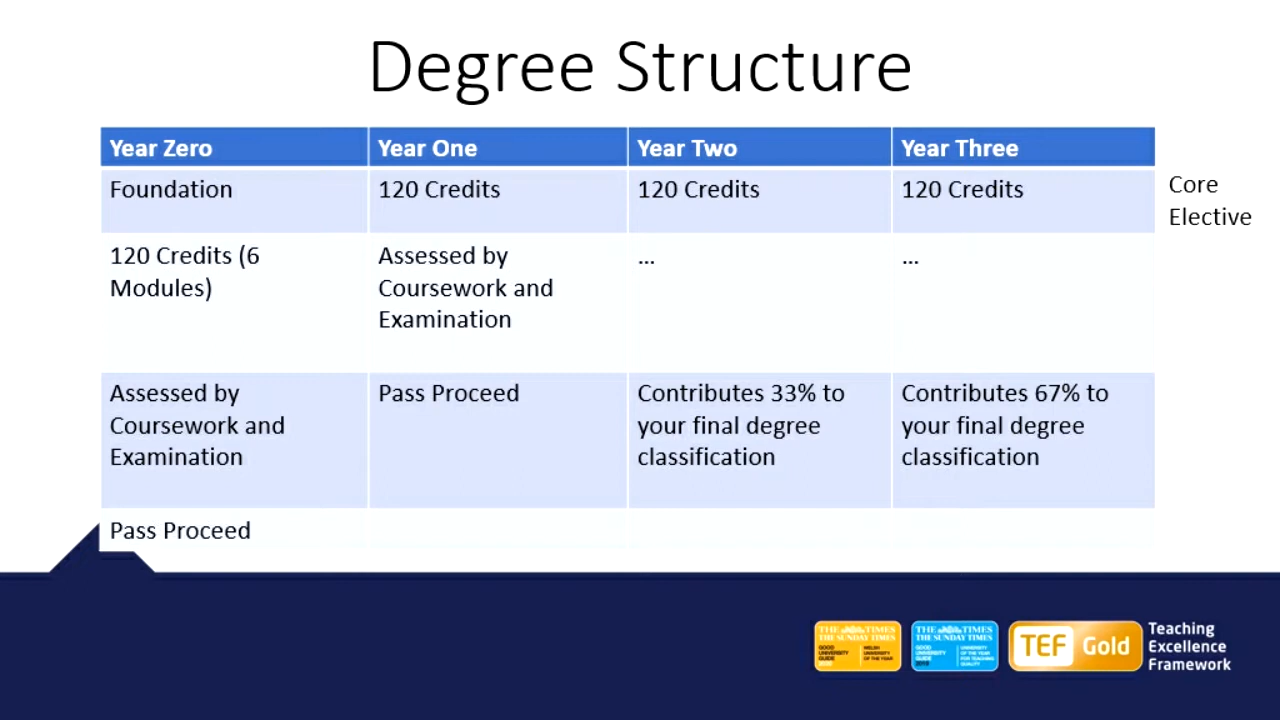 Degree Structure
Year Zero
Year One
Year Two
Year Three
Foundation
120 Credits
120 Credits
120 Credits
Core
Elective
120 Credits (6
Modules)
Assessed by
Coursework and
Examination
...
...
Assessed by
Coursework and
Examination
Pass Proceed
Contributes 33% to
your final degree
classification
Contributes 67% to
your final degree
classification
Pass Proceed
THE TIMES
THE SUNDAY TIMES
GOOD
UNIVERSITY
GUIDE
WELSH
UNIVERSITY
OF THE YEAR
THE TIMES
THE SUNDAY TIMES
GOOD
UNIVERSITY
GUIDE
UNIVERSITY
OF THE YEAR
FOR TEACHING
QUALITY
TEF Gold
Teaching
Excellence
Framework